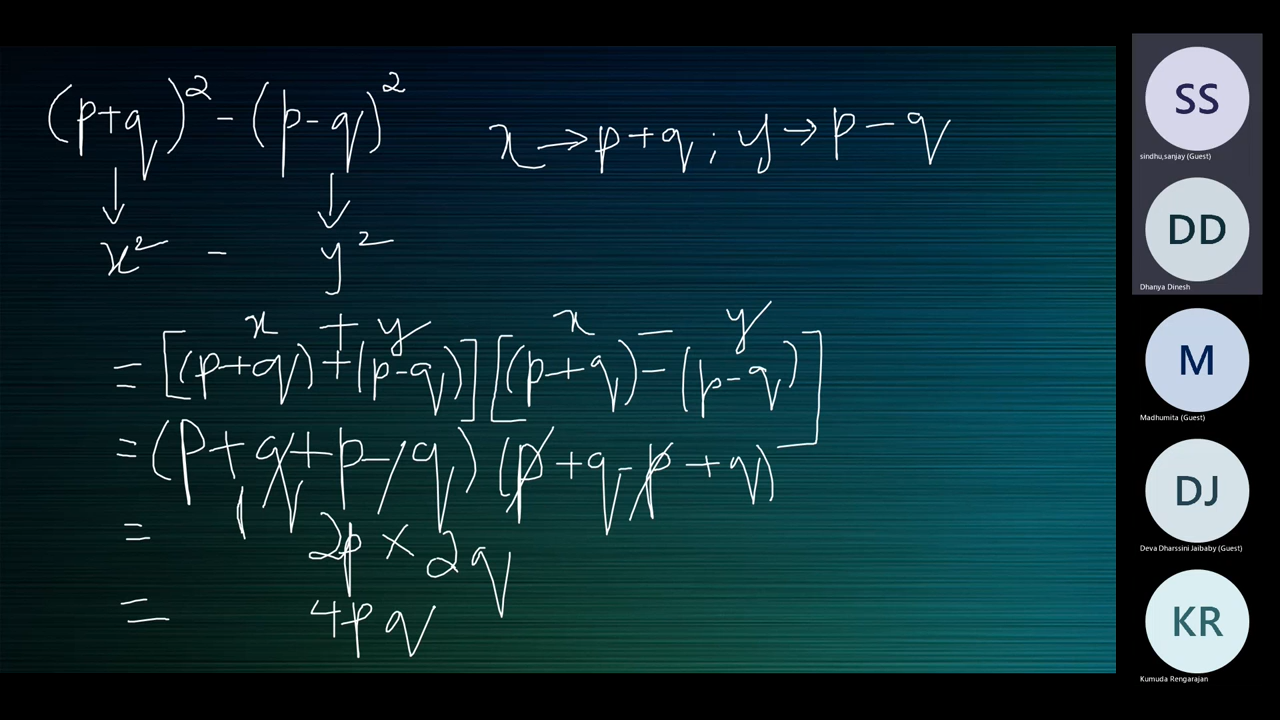 (p+q)² - (p-q)²
x → p+q ; y → p-q
x² - y²
x + y x - y
= [(p+q)+(p-q)] [(p+q)-(p-q)]
= (p+q+p-q) (p+q-p+q)
= 2p × 2q
= 4pq
SS
sindhu,sanjay (Guest)
DD
Dhanya Dinesh
M
Madhumita (Guest)
DJ
Deva Dharssini Jaibaby (Guest)
KR
Kumuda Rengarajan